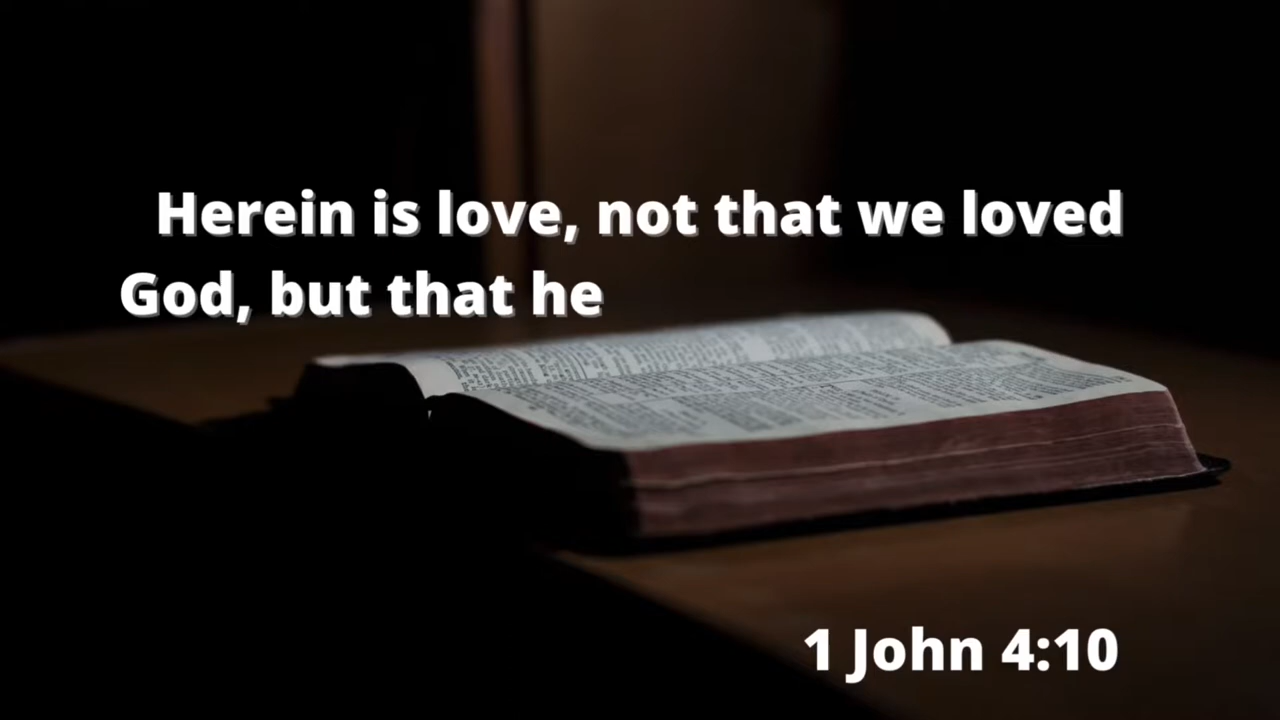 Herein is love, not that we loved
God, but that he
1 John 4:10